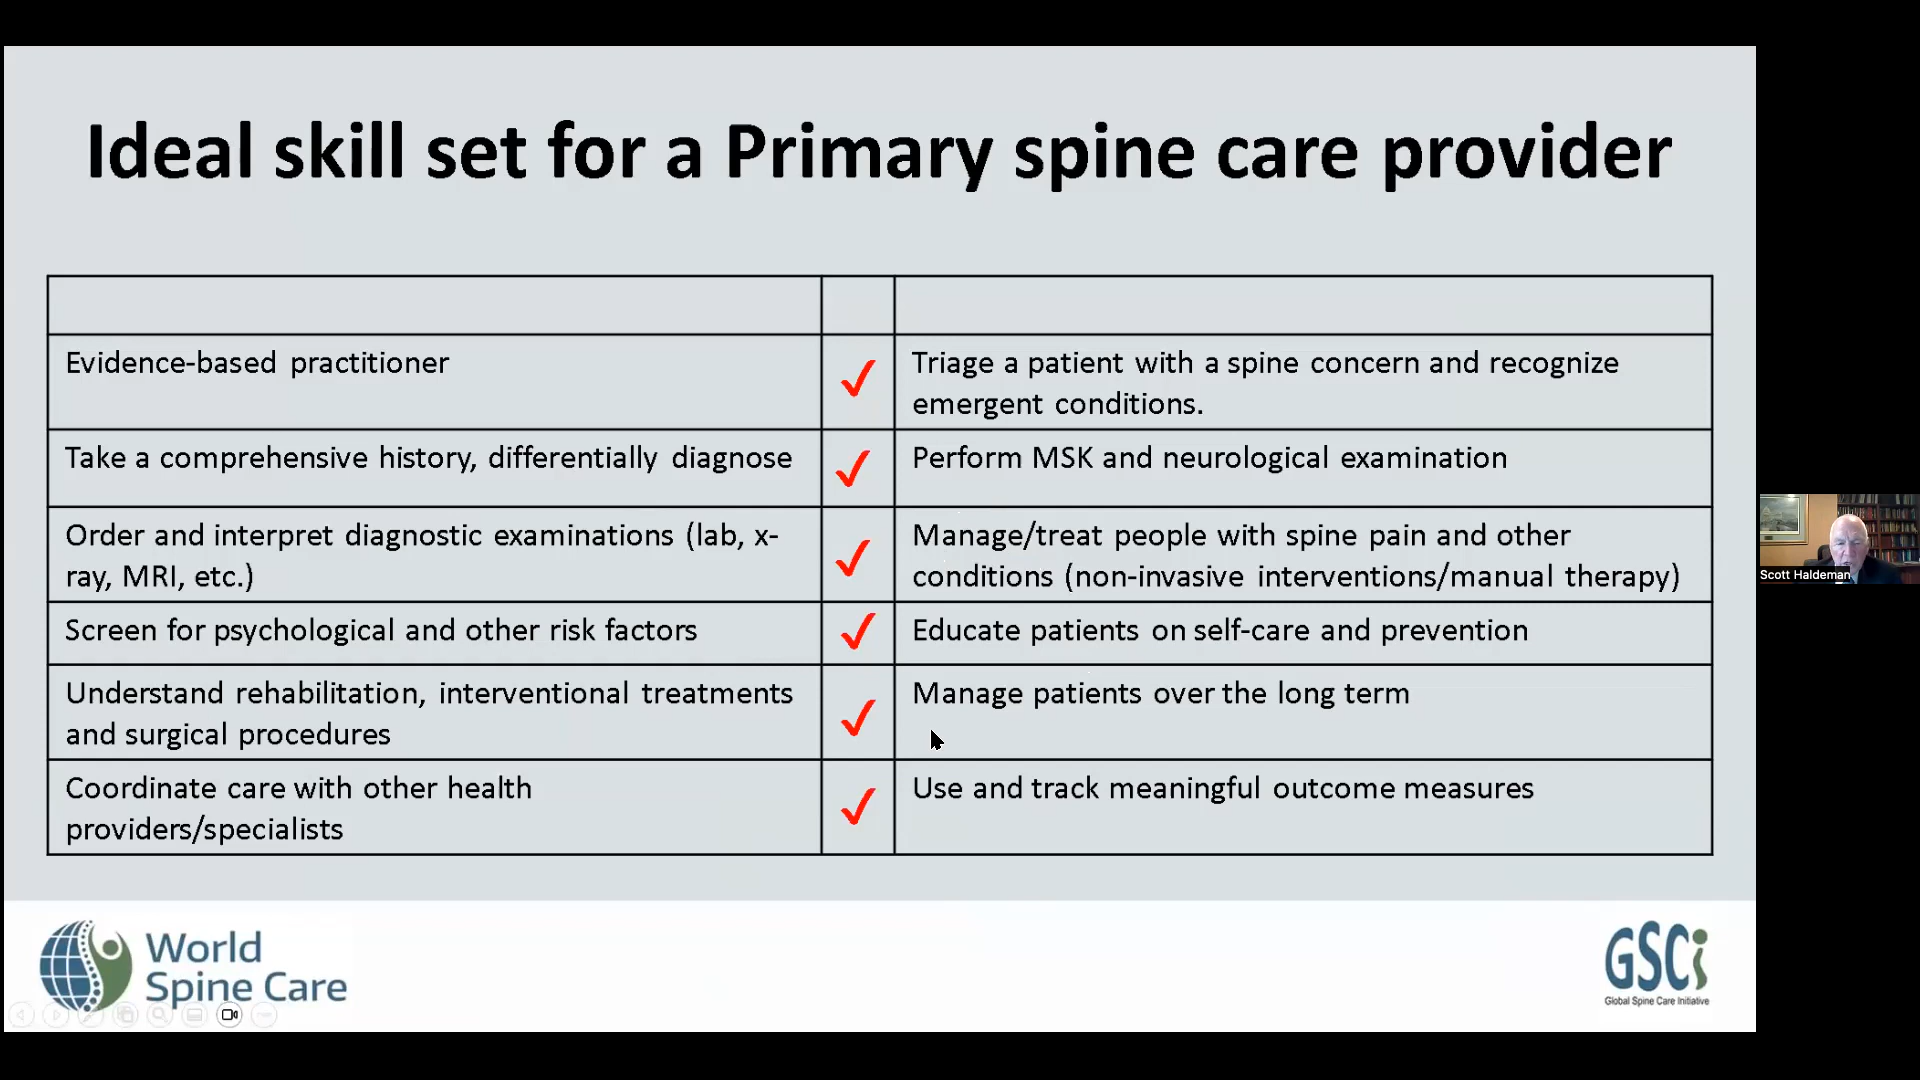 Ideal skill set for a Primary spine care provider
Evidence-based practitioner
Triage a patient with a spine concern and recognize
emergent conditions.
Take a comprehensive history, differentially diagnose
Perform MSK and neurological examination
Order and interpret diagnostic examinations (lab, x-
ray, MRI, etc.)
Manage/treat people with spine pain and other
conditions (non-invasive interventions/manual therapy)
Screen for psychological and other risk factors
Educate patients on self-care and prevention
Understand rehabilitation, interventional treatments
and surgical procedures
Manage patients over the long term
Coordinate care with other health
providers/specialists
Use and track meaningful outcome measures
World
Spine Care
GSCi
Global Spine Care Initiative
Scott Haldeman